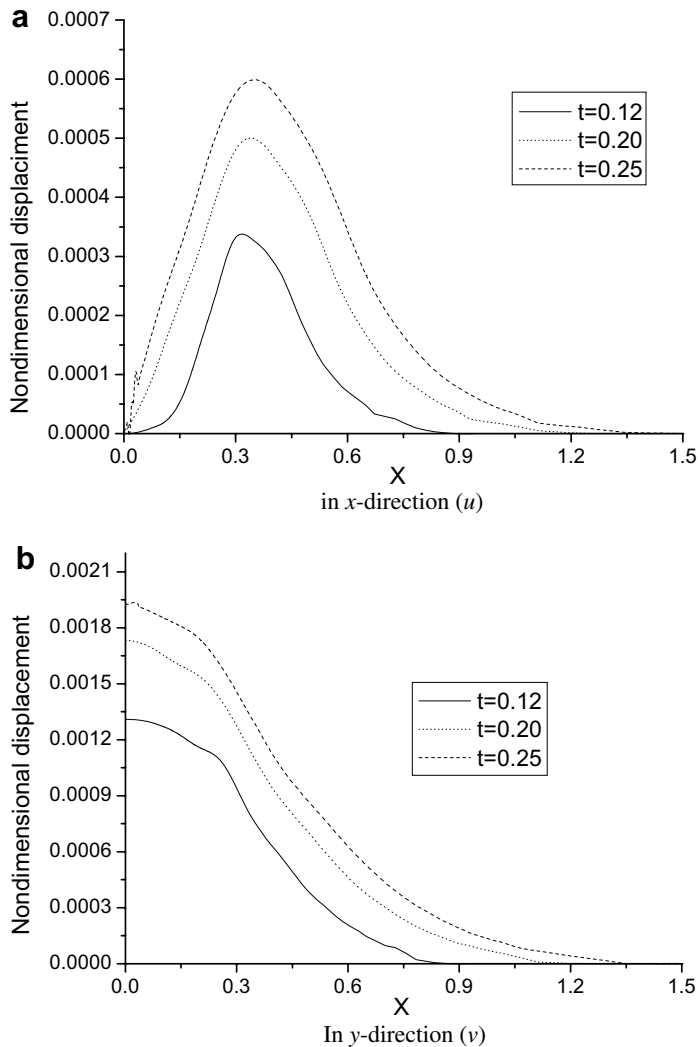 a
0.0007
0.0006
0.0005
0.0004
0.0003
0.0002
0.0001
0.0000
Nondimensional displaciment
t=0.12
t=0.20
t=0.25
0.0 0.3 0.6 0.9 1.2 1.5
X
in x-direction (u)
b
0.0021
0.0018
0.0015
0.0012
0.0009
0.0006
0.0003
0.0000
Nondimensional displacement
t=0.12
t=0.20
t=0.25
0.0 0.3 0.6 0.9 1.2 1.5
X
In y-direction (v)